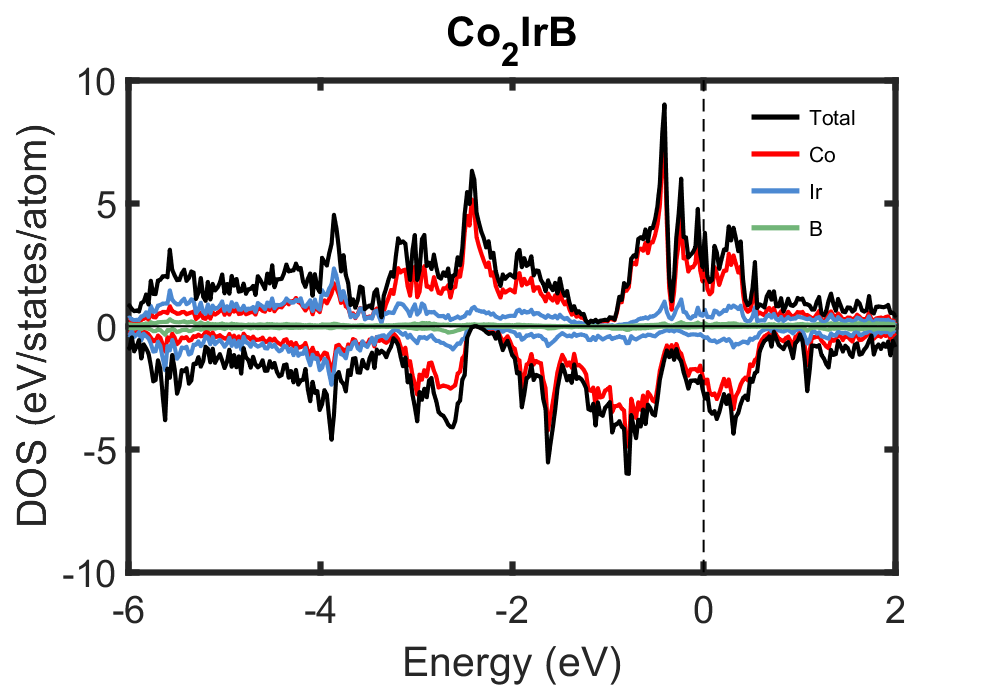 Co2IrB
10
5
0
-5
-10
DOS (eV/states/atom)
Total
Co
Ir
B
-6
-4
-2
0
2
Energy (eV)